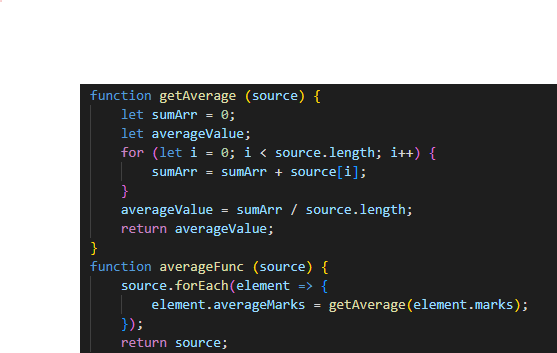 function getAverage (source) {
let sumArr = 0;
let averageValue;
for (let i = 0; i < source.length; i++) {
sumArr = sumArr + source[i];
}
averageValue = sumArr / source.length;
return averageValue;
}
function averageFunc (source) {
source.forEach(element => {
element.averageMarks = getAverage(element.marks);
});
return source;